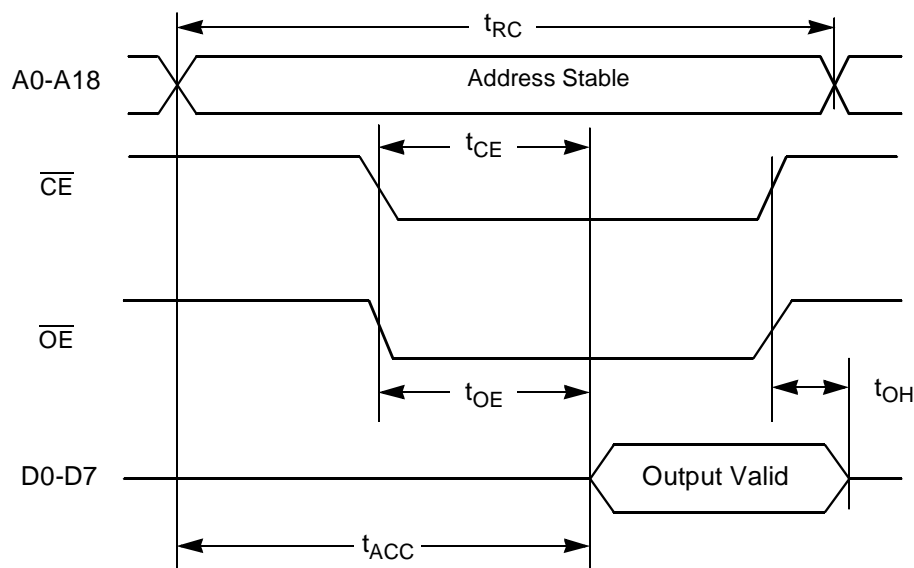 tRC
A0-A18
Address Stable
tCE
CE
OE
tOE
tOH
D0-D7
Output Valid
tACC